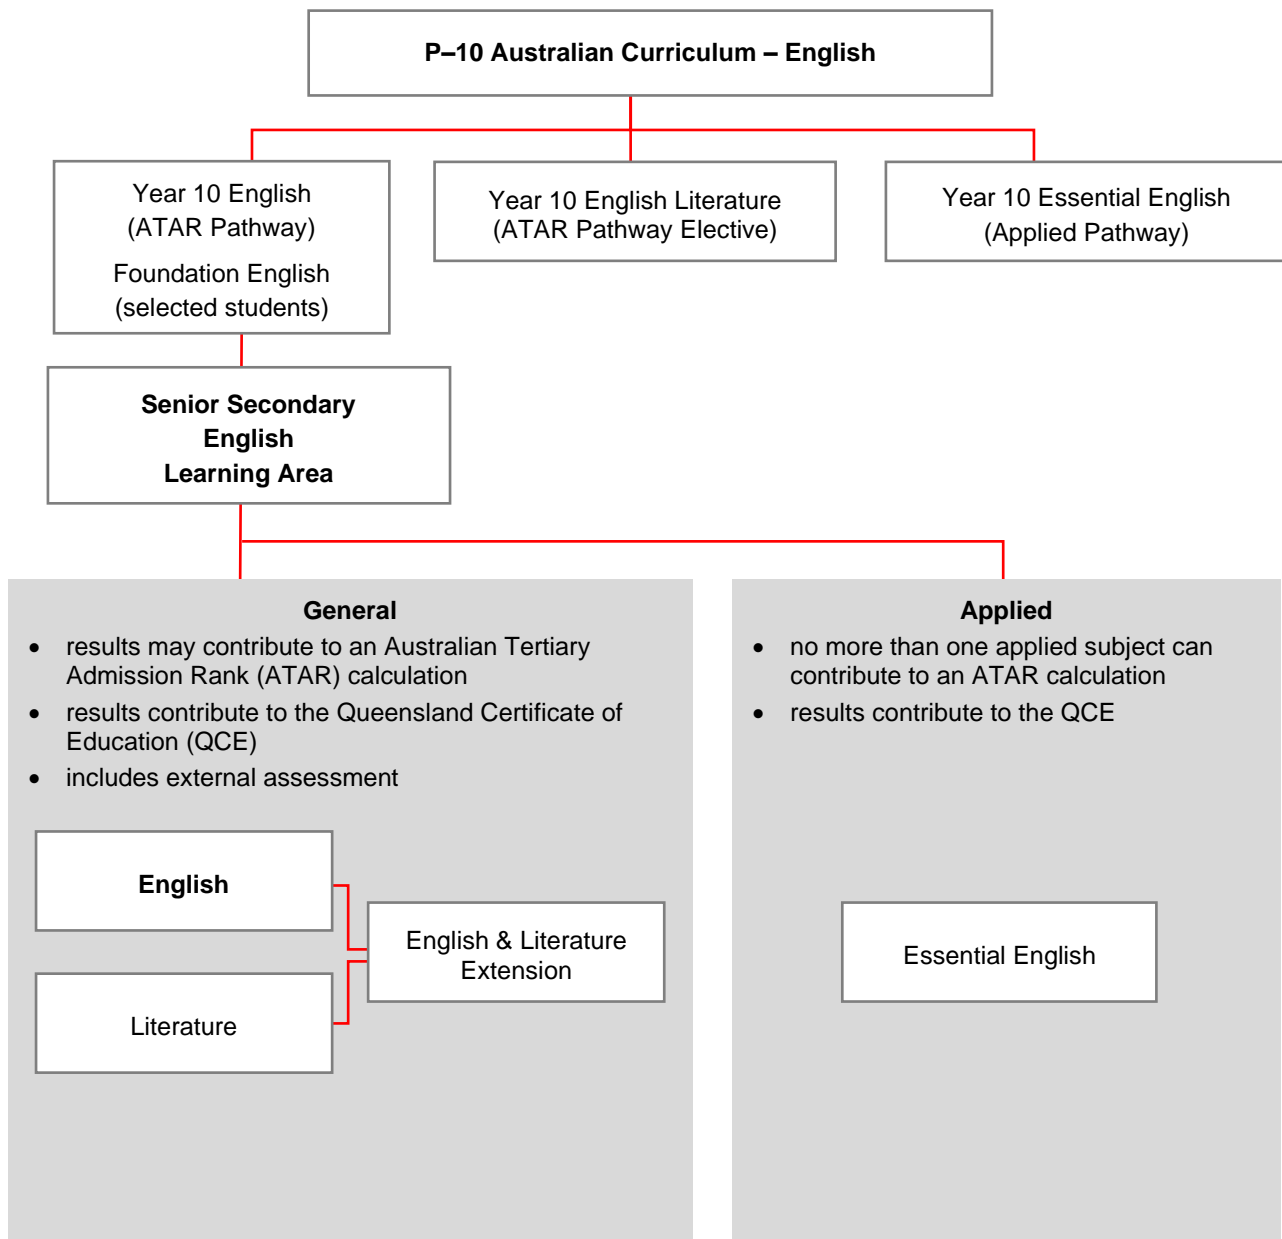 P–10 Australian Curriculum – English
Year 10 English
(ATAR Pathway)
Foundation English
(selected students)
Year 10 English Literature
(ATAR Pathway Elective)
Year 10 Essential English
(Applied Pathway)
Senior Secondary
English
Learning Area
General
• results may contribute to an Australian Tertiary
Admission Rank (ATAR) calculation
• results contribute to the Queensland Certificate of
Education (QCE)
• includes external assessment
English
Literature
English & Literature
Extension
Applied
• no more than one applied subject can
contribute to an ATAR calculation
• results contribute to the QCE
Essential English